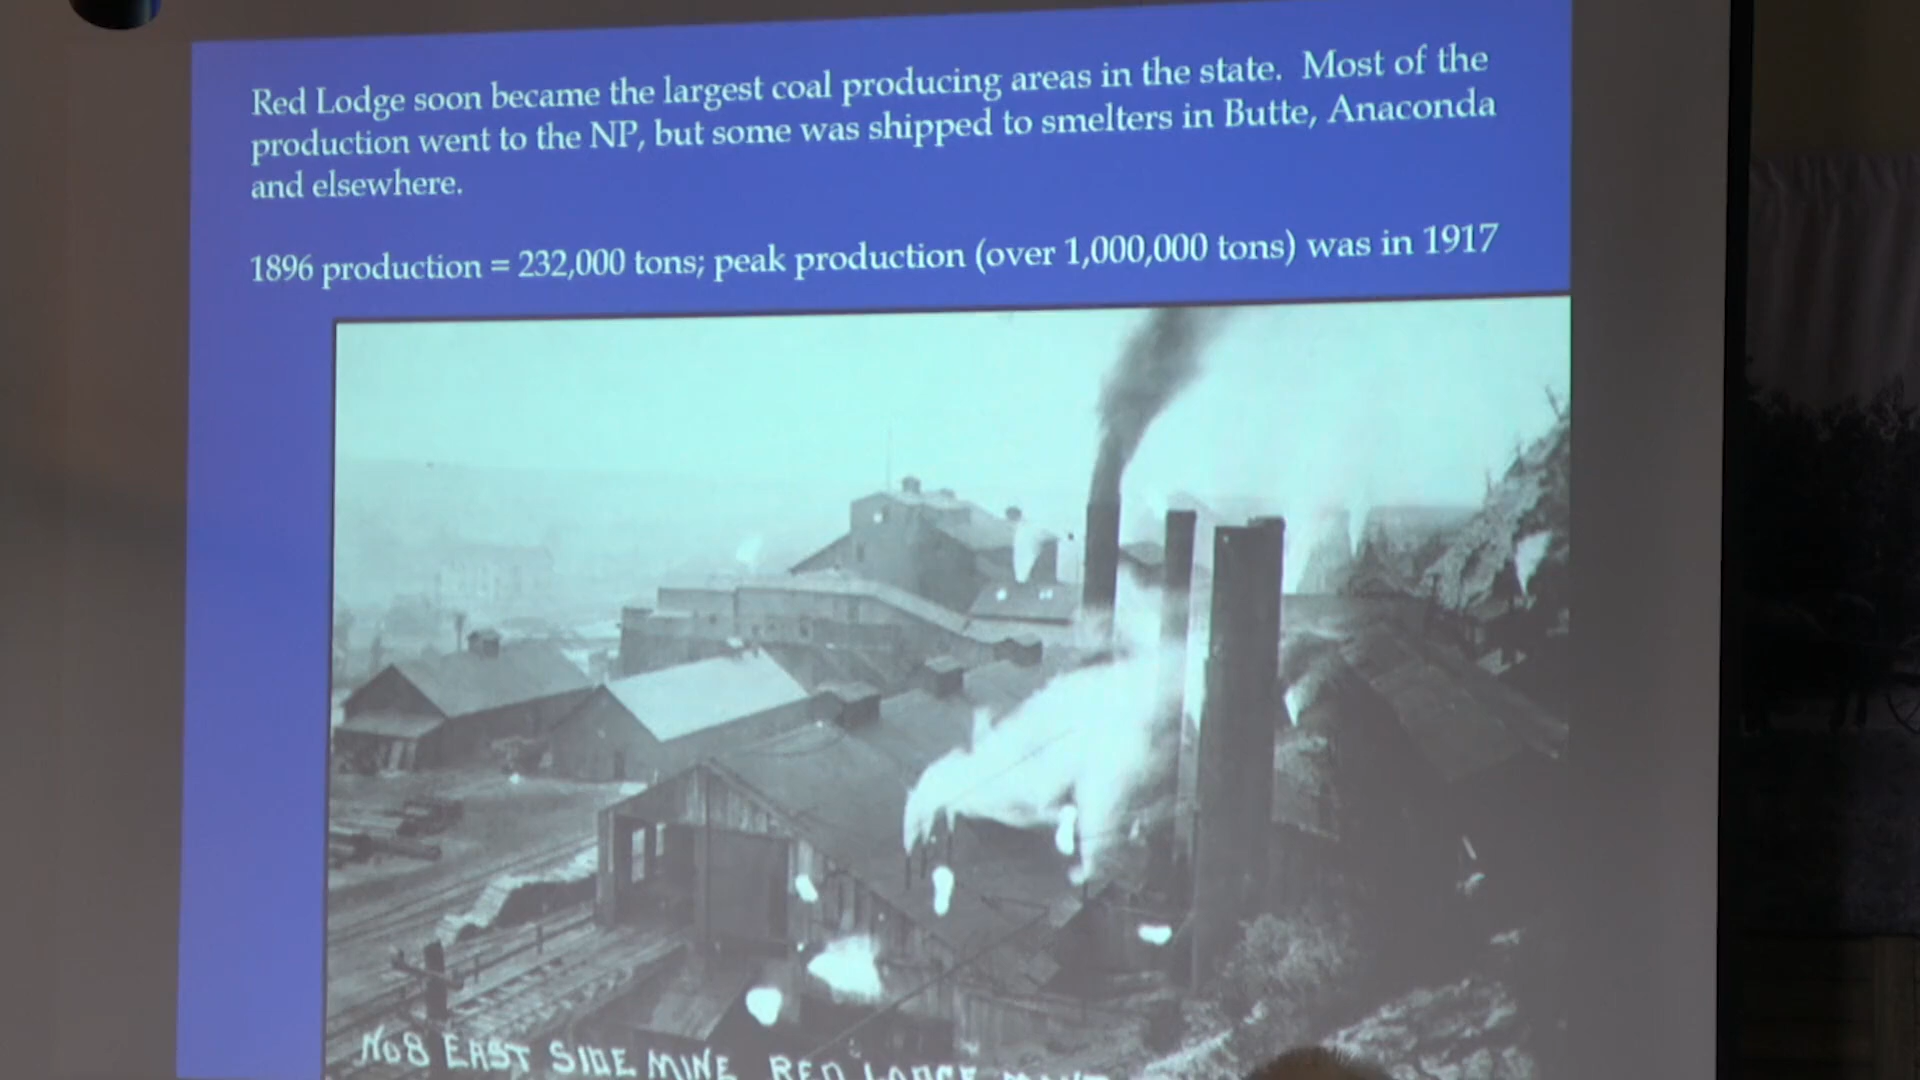 Red Lodge soon became the largest coal producing areas in the state. Most of the
production went to the NP, but some was shipped to smelters in Butte, Anaconda
and elsewhere.
1896 production = 232,000 tons; peak production (over 1,000,000 tons) was in 1917
No8 EAST SIDE MINE RED LODGE